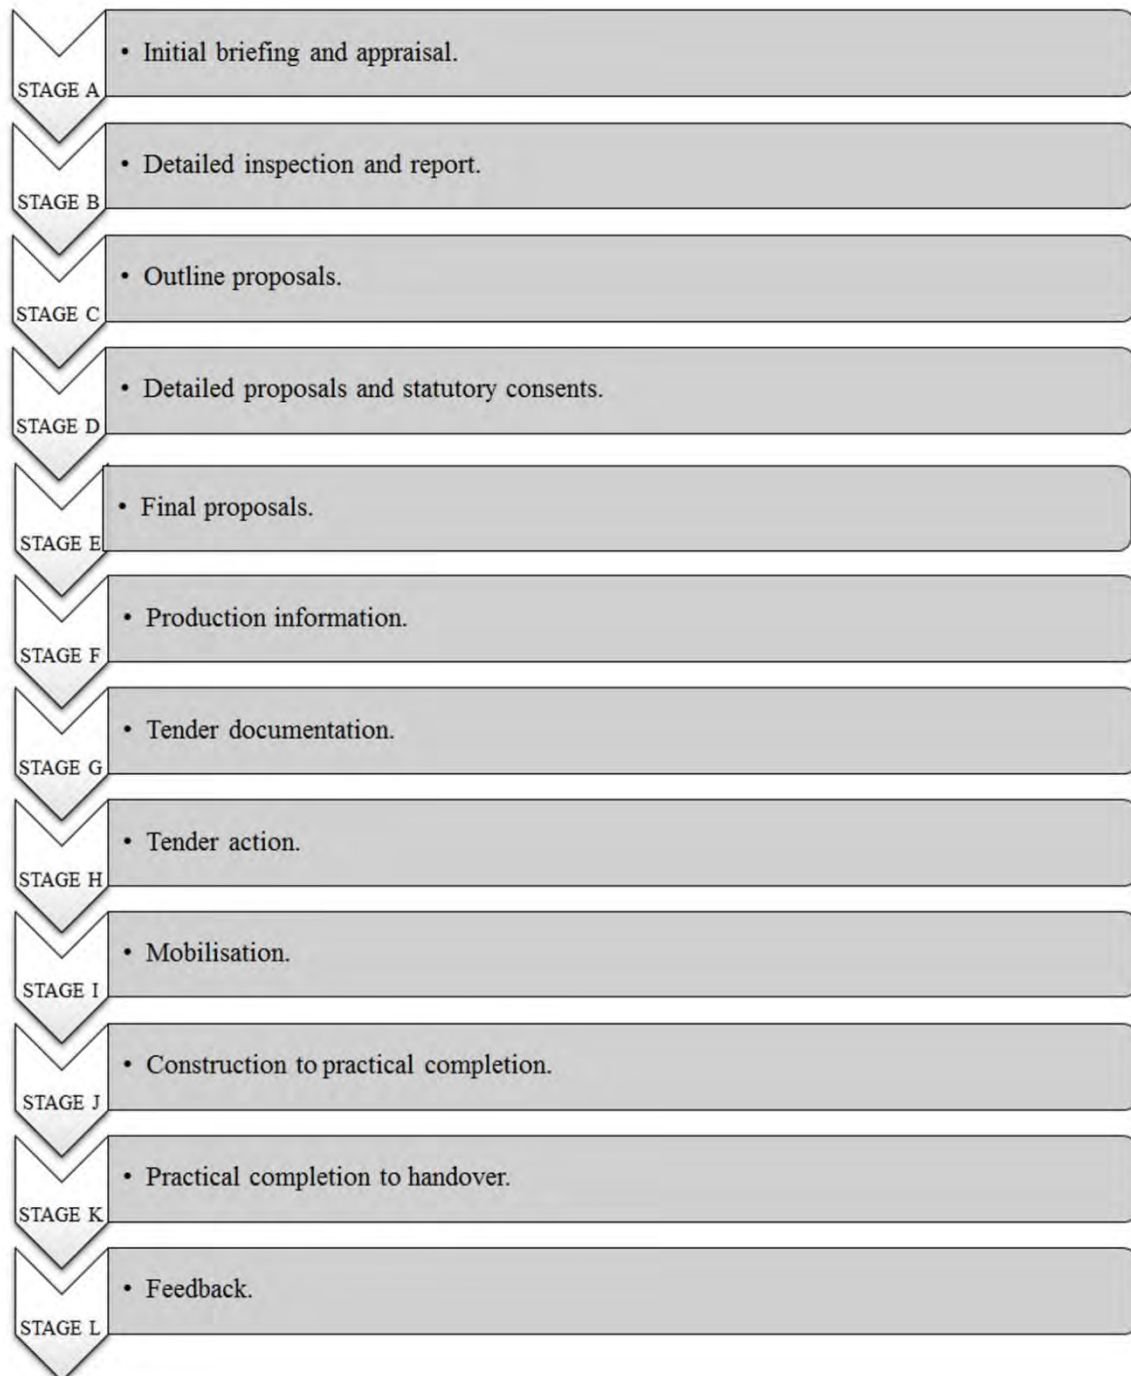 • Initial briefing and appraisal.
STAGE A
• Detailed inspection and report.
STAGE B
• Outline proposals.
STAGE C
• Detailed proposals and statutory consents.
STAGE D
• Final proposals.
STAGE E
• Production information.
STAGE F
• Tender documentation.
STAGE G
• Tender action.
STAGE H
• Mobilisation.
STAGE I
• Construction to practical completion.
STAGE J
• Practical completion to handover.
STAGE K
• Feedback.
STAGE L